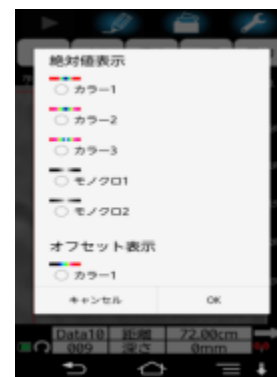 絶対値表示
カラー1
カラー2
カラー3
モノクロ1
モノクロ2
オフセット表示
カラー1
キャンセル OK
Data10 距離 72.00cm
009 深さ 0mm